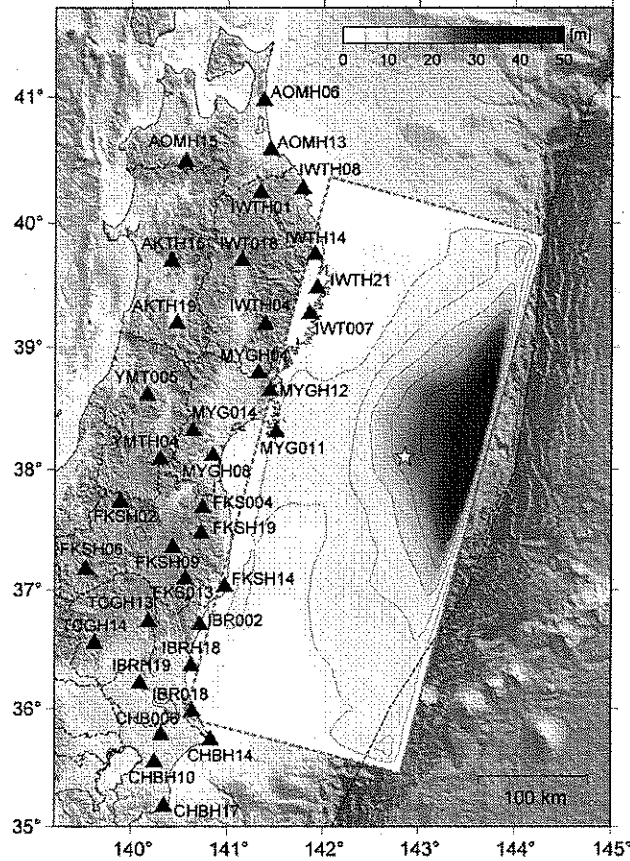 [m]
0 10 20 30 40 50
41°
AOMH06
AOMH15
AOMH13
IWTH08
IWTH01
40°
AKTH15 IWT018
IWTH14
IWTH21
AKTH19
IWTH04
IWT007
39°
MYGH04
YMT005
MYGH12
MYG014
MYG011
YMTH04
38°
MYGH08
FKSH02
FKS004
FKSH19
FKSH06
FKSH09
FKSH14
37°
FKS013
TCGH13
IBR002
TCGH14
IBRH18
IBRH19
IBR018
36°
CHB006
CHBH14
CHBH10
100 km
CHBH17
35°
140° 141° 142° 143° 144° 145°